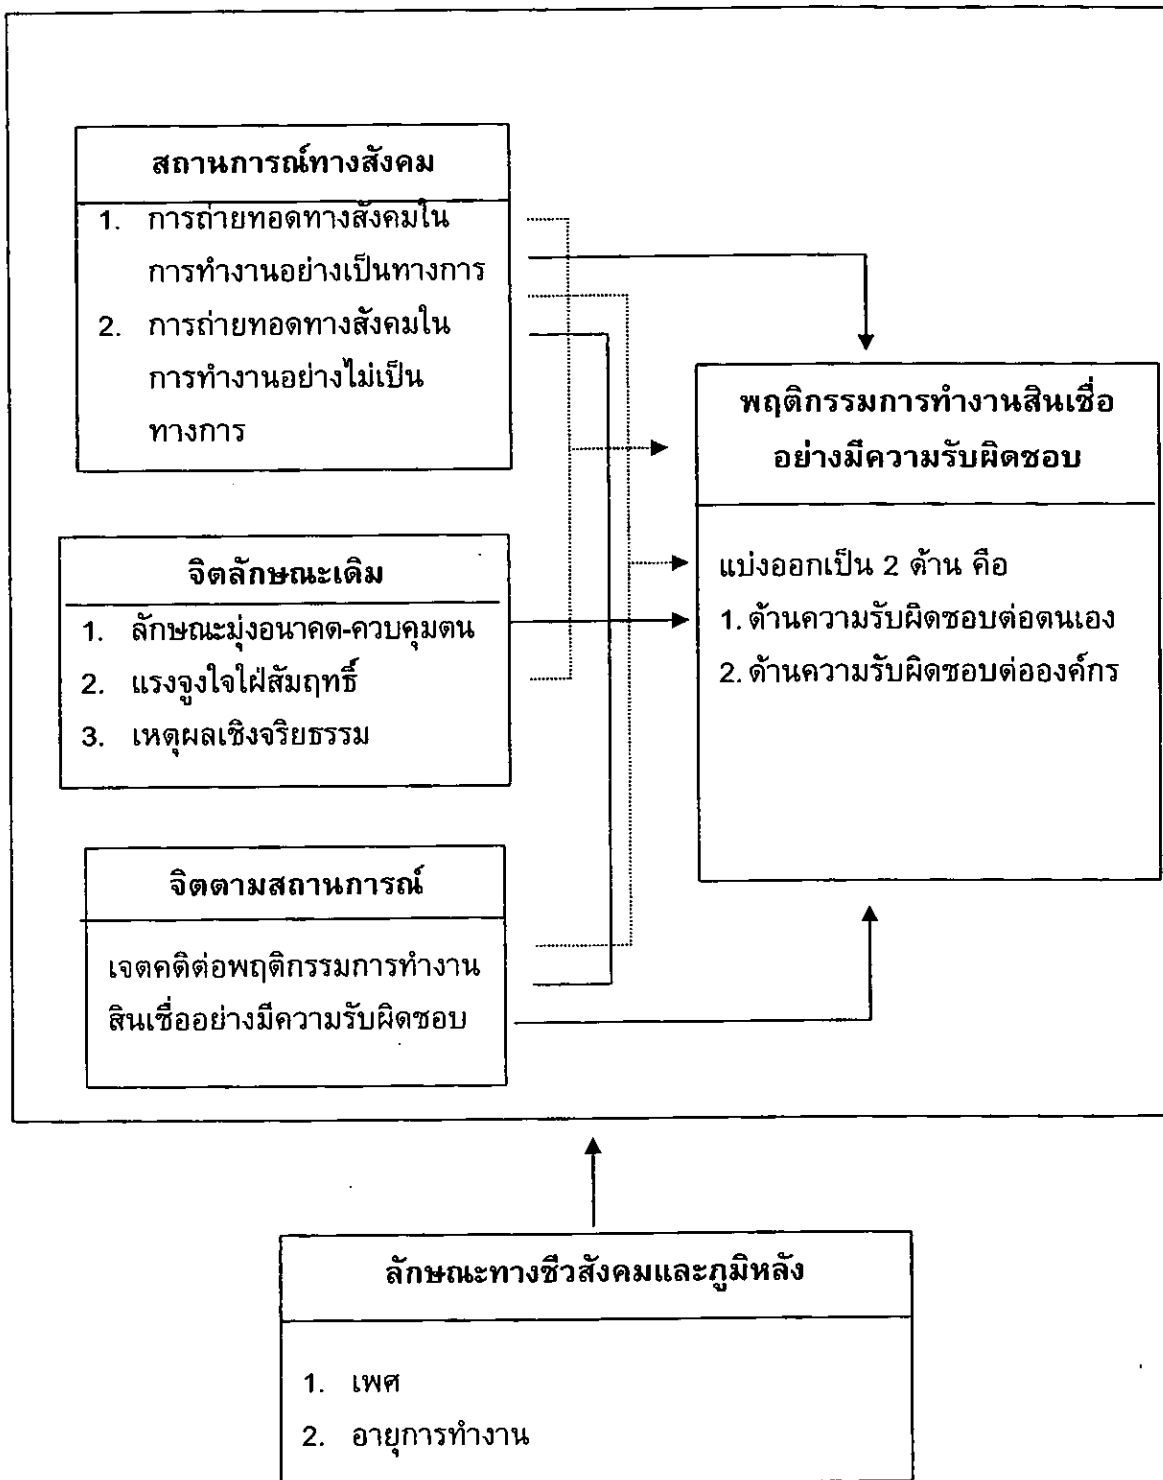 สถานการณ์ทางสังคม
1. การถ่ายทอดทางสังคมใน
การทำงานอย่างเป็นทางการ
2. การถ่ายทอดทางสังคมใน
การทำงานอย่างไม่เป็น
ทางการ
จิตลักษณะเดิม
1. ลักษณะมุ่งอนาคต-ควบคุมตน
2. แรงจูงใจใฝ่สัมฤทธิ์
3. เหตุผลเชิงจริยธรรม
จิตตามสถานการณ์
เจตคติต่อพฤติกรรมการทำงาน
สินเชื่ออย่างมีความรับผิดชอบ
พฤติกรรมการทำงานสินเชื่อ
อย่างมีความรับผิดชอบ
แบ่งออกเป็น 2 ด้าน คือ
1. ด้านความรับผิดชอบต่อตนเอง
2. ด้านความรับผิดชอบต่อองค์กร
ลักษณะทางชีวสังคมและภูมิหลัง
1. เพศ
2. อายุการทำงาน